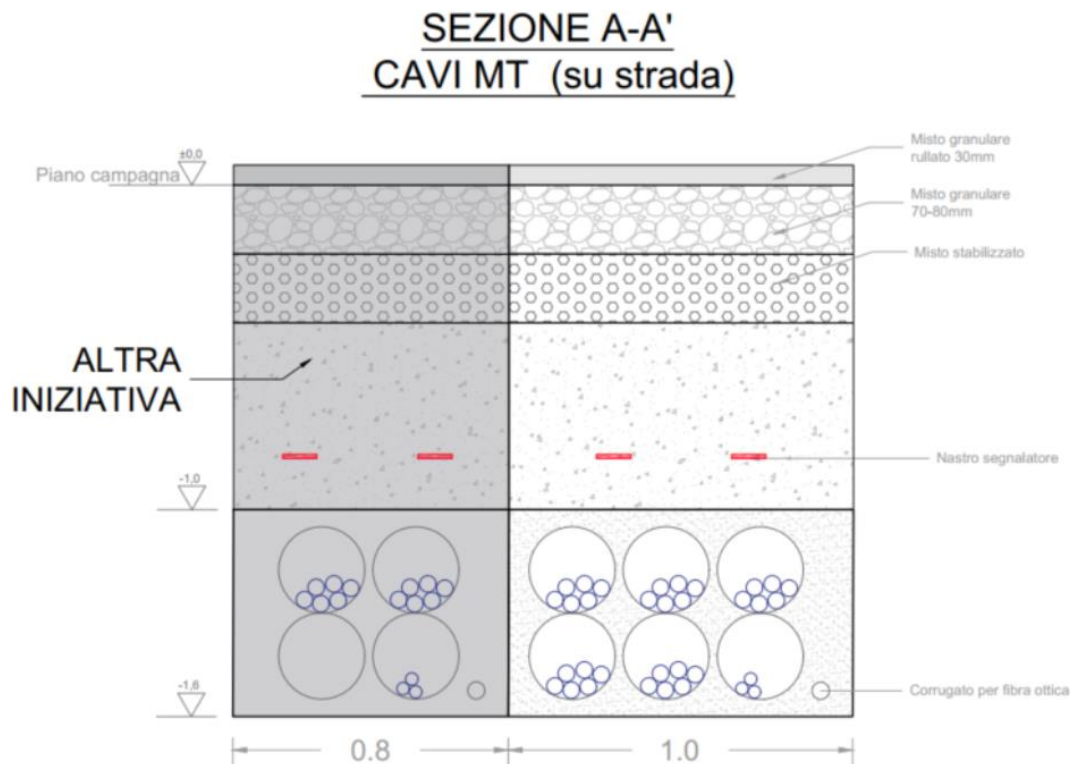 SEZIONE A-A'
CAVI MT (su strada)
Misto granulare
rullato 30mm
±0,0
Piano campagna
Misto granulare
70-80mm
Misto stabilizzato
ALTRA
INIZIATIVA
Nastro segnalatore
-1,0
-1,6
Corrugato per fibra ottica
0.8
1.0